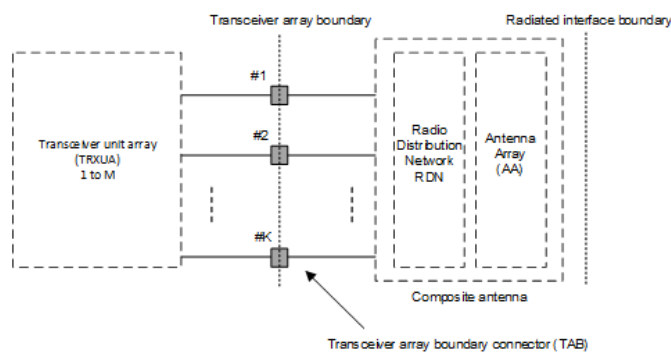 Transceiver array boundary
Radiated interface boundary
#1
#2
#K
Transceiver unit array
(TRXUA)
1 to M
Radio
Distribution
Network
RDN
Antenna
Array
(AA)
Composite antenna
Transceiver array boundary connector (TAB)